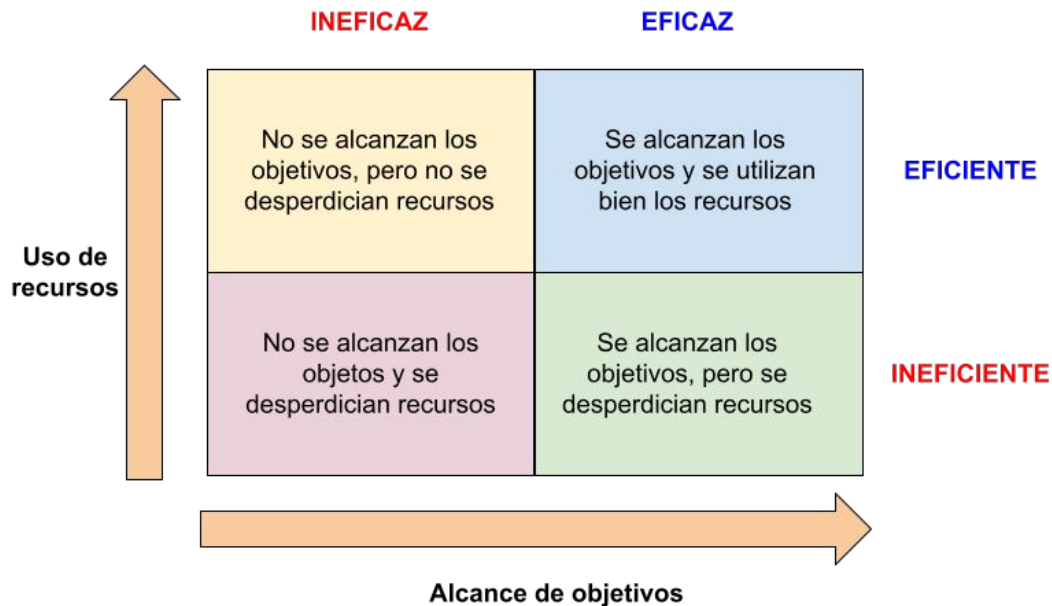 INEFICAZ
EFICAZ
No se alcanzan los
objetivos, pero no se
desperdician recursos
Se alcanzan los
objetivos y se utilizan
bien los recursos
EFICIENTE
Uso de
recursos
No se alcanzan los
objetos y se
desperdician recursos
Se alcanzan los
objetivos, pero se
desperdician recursos
INEFICIENTE
Alcance de objetivos